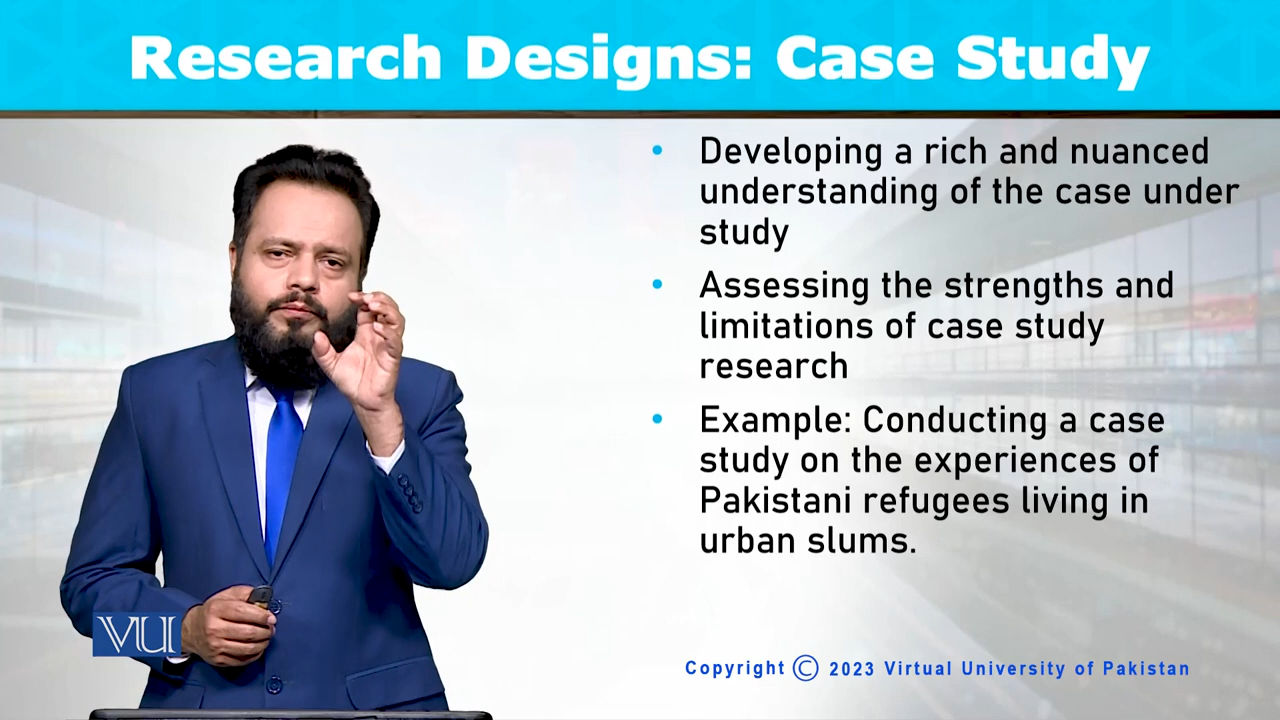 Research Designs: Case Study
• Developing a rich and nuanced
understanding of the case under
study
• Assessing the strengths and
limitations of case study
research
• Example: Conducting a case
study on the experiences of
Pakistani refugees living in
urban slums.
VU
Copyright © 2023 Virtual University of Pakistan